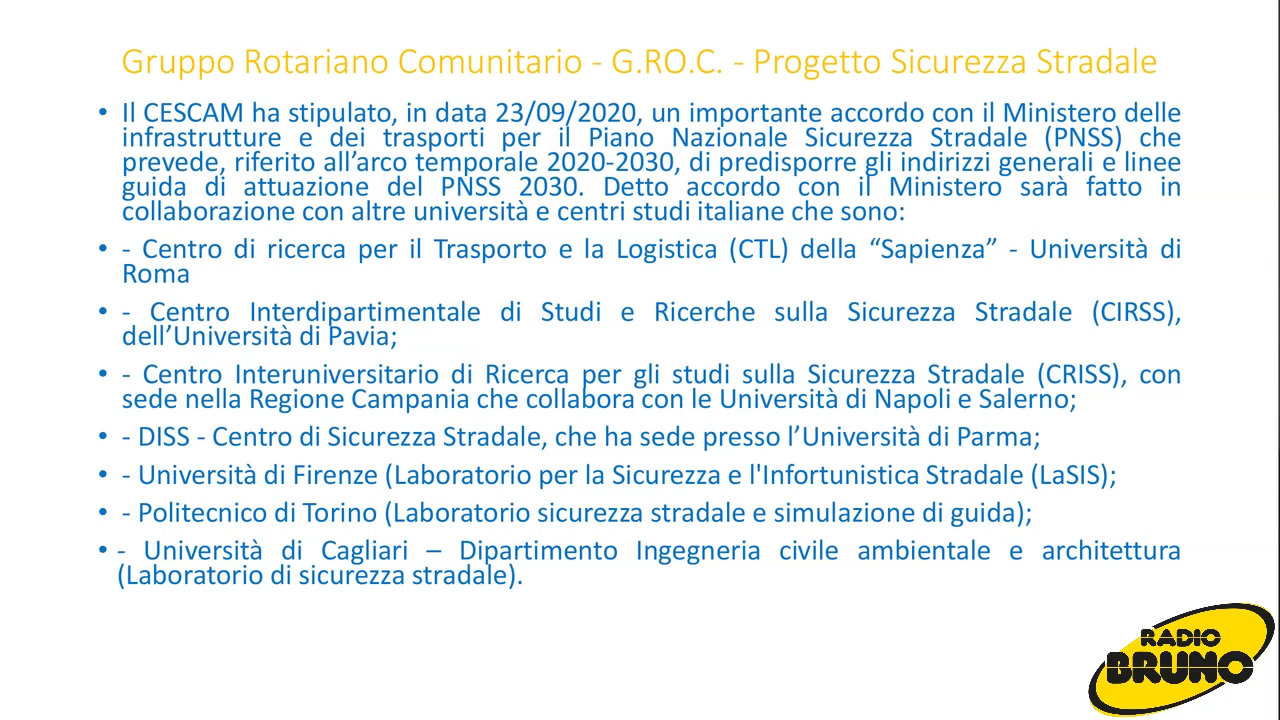 Gruppo Rotariano Comunitario - G.RO.C. - Progetto Sicurezza Stradale
• Il CESCAM ha stipulato, in data 23/09/2020, un importante accordo con il Ministero delle
infrastrutture e dei trasporti per il Piano Nazionale Sicurezza Stradale (PNSS) che
prevede, riferito all’arco temporale 2020-2030, di predisporre gli indirizzi generali e linee
guida di attuazione del PNSS 2030. Detto accordo con il Ministero sarà fatto in
collaborazione con altre università e centri studi italiane che sono:
• - Centro di ricerca per il Trasporto e la Logistica (CTL) della “Sapienza” - Università di
Roma
• - Centro Interdipartimentale di Studi e Ricerche sulla Sicurezza Stradale (CIRSS),
dell’Università di Pavia;
• - Centro Interuniversitario di Ricerca per gli studi sulla Sicurezza Stradale (CRISS), con
sede nella Regione Campania che collabora con le Università di Napoli e Salerno;
• - DISS - Centro di Sicurezza Stradale, che ha sede presso l’Università di Parma;
• - Università di Firenze (Laboratorio per la Sicurezza e l'Infortunistica Stradale (LaSIS);
• - Politecnico di Torino (Laboratorio sicurezza stradale e simulazione di guida);
• - Università di Cagliari – Dipartimento Ingegneria civile ambientale e architettura
(Laboratorio di sicurezza stradale).
RADIO
BRUNO